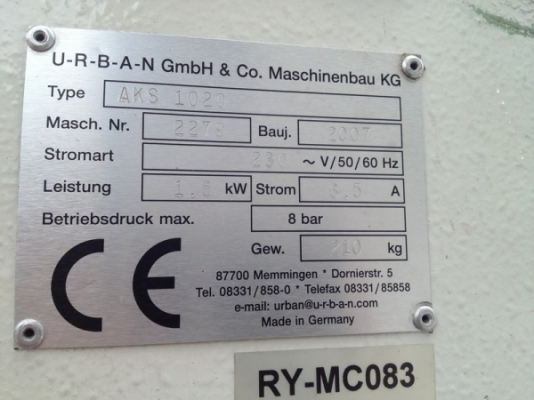 U-R-B-A-N GmbH & Co. Maschinenbau KG
Type AKS
Masch. Nr. Bauj. 2007
Stromart 230 ~ V/50/60 Hz
Leistung kW Strom A
Betriebsdruck max. 8 bar
Gew. kg
CE
87700 Memmingen * Dornierstr. 5
Tel. 08331/858-0 * Telefax 08331/85858
e-mail: urban@u-r-b-a-n.com
Made in Germany
RY-MC083